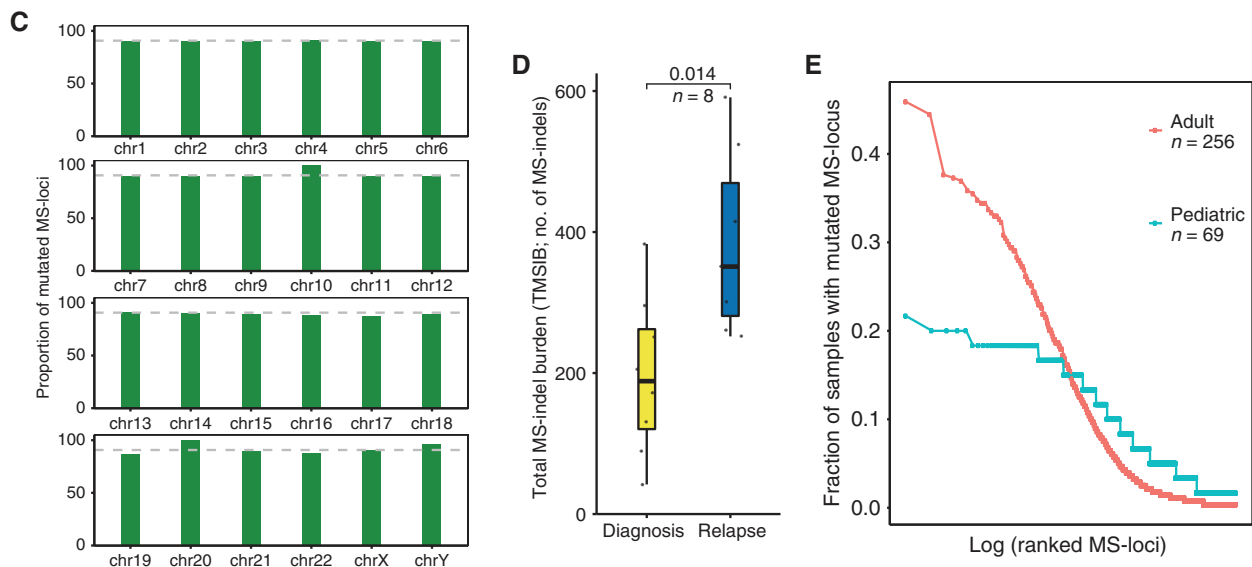 C
Proportion of mutated MS-loci
100
50
0
chr1 chr2 chr3 chr4 chr5 chr6
100
50
0
chr7 chr8 chr9 chr10 chr11 chr12
100
50
0
chr13 chr14 chr15 chr16 chr17 chr18
100
50
0
chr19 chr20 chr21 chr22 chrX chrY
D
Total MS-indel burden (TMSIB; no. of MS-indels)
600
400
200
0
0.014
n = 8
Diagnosis Relapse
E
Fraction of samples with mutated MS-locus
0.4
0.3
0.2
0.1
0.0
Adult
n = 256
Pediatric
n = 69
Log (ranked MS-loci)